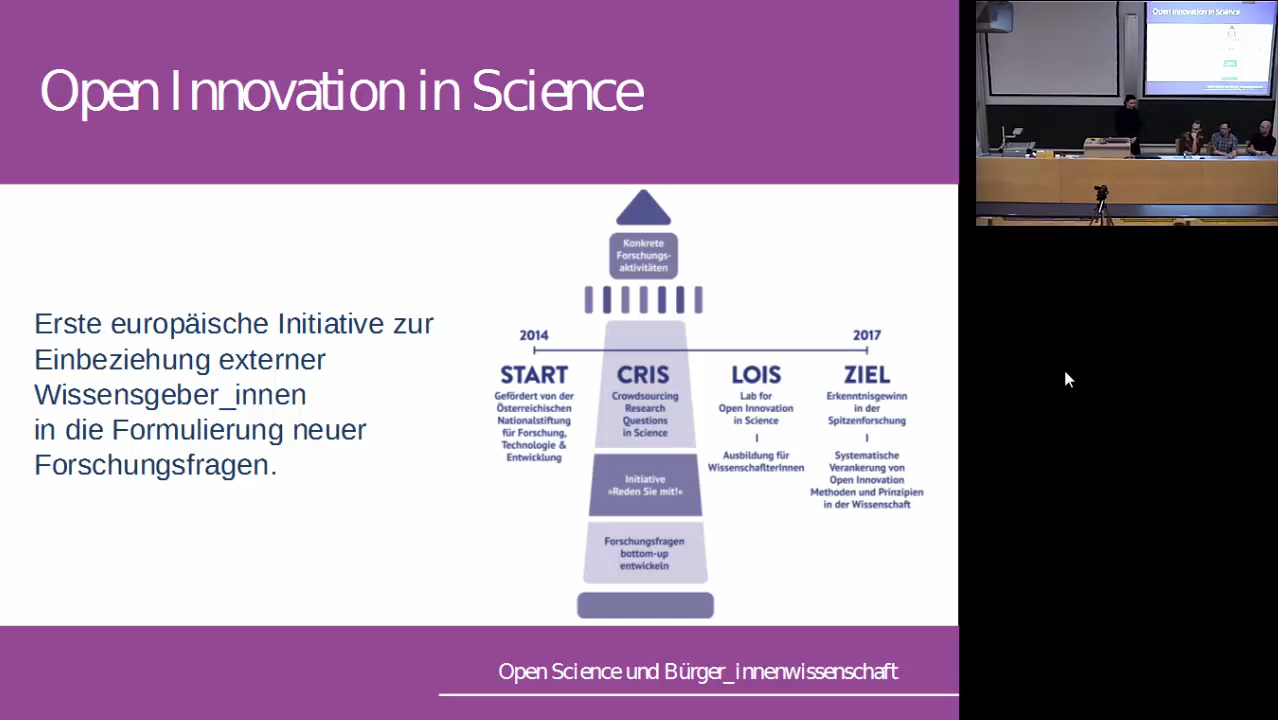 Open Innovation in Science
Erste europäische Initiative zur
Einbeziehung externer
Wissensgeber_innen
in die Formulierung neuer
Forschungsfragen.
Konkrete
Forschungs-
aktivitäten
2014
2017
START
Gefördert von der
Österreichischen
Nationalstiftung
für Forschung,
Technologie &
Entwicklung
CRIS
Crowdsourcing
Research
Questions
in Science
Initiative
»Reden Sie mit!«
Forschungsfragen
bottom-up
entwickeln
LOIS
Lab for
Open Innovation
in Science
Ausbildung für
WissenschafterInnen
ZIEL
Erkenntnisgewinn
in der
Spitzenforschung
Systematische
Verankerung von
Open Innovation
Methoden und Prinzipien
in der Wissenschaft
Open Science und Bürger_innenwissenschaft
Open Innovation in Science